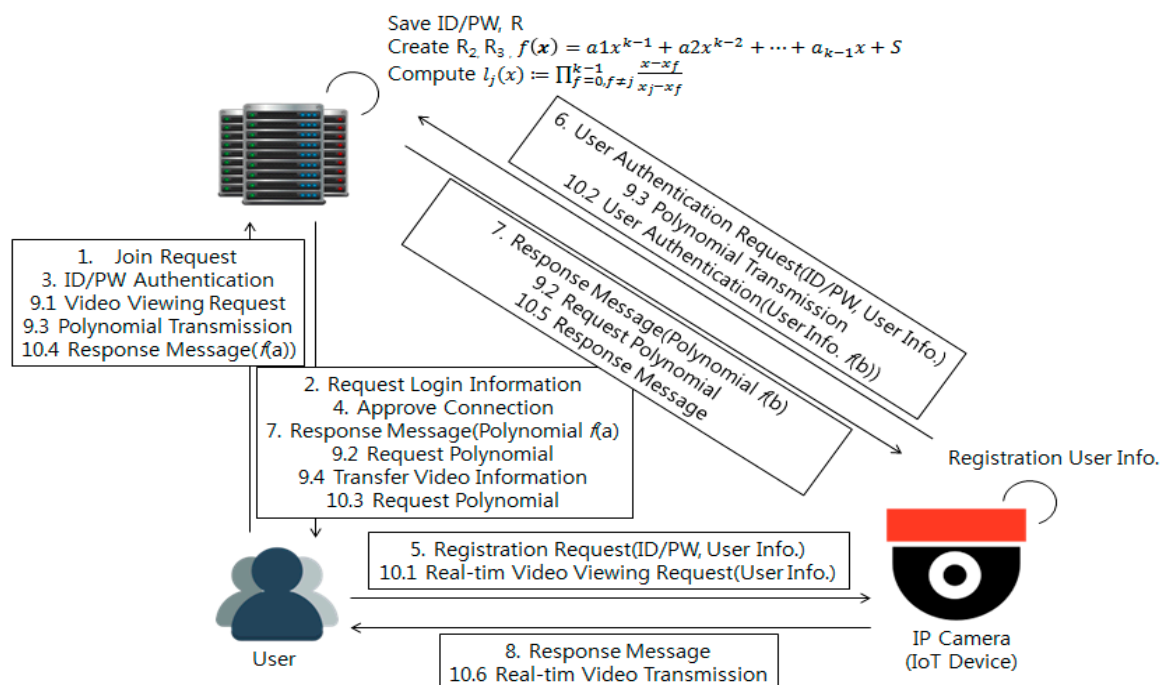 Save ID/PW, R
Create R₂, R₃, f(x) = a1x^{k−1} + a2x^{k−2} + ⋯ + a_{k−1}x + S
Compute l_j(x) := ∏_{f=0,f≠j}^{k−1} \frac{x−x_f}{x_j−x_f}
6. User Authentication Request(ID/PW, User Info.)
9.3 Polynomial Transmission
10.2 User Authentication(User Info. f(b))
7. Response Message(Polynomial f(b)
9.2 Request Polynomial
10.5 Response Message
1. Join Request
3. ID/PW Authentication
9.1 Video Viewing Request
9.3 Polynomial Transmission
10.4 Response Message(f(a))
2. Request Login Information
4. Approve Connection
7. Response Message(Polynomial f(a)
9.2 Request Polynomial
9.4 Transfer Video Information
10.3 Request Polynomial
Registration User Info.
5. Registration Request(ID/PW, User Info.)
10.1 Real-tim Video Viewing Request(User Info.)
User
8. Response Message
10.6 Real-tim Video Transmission
IP Camera
(IoT Device)